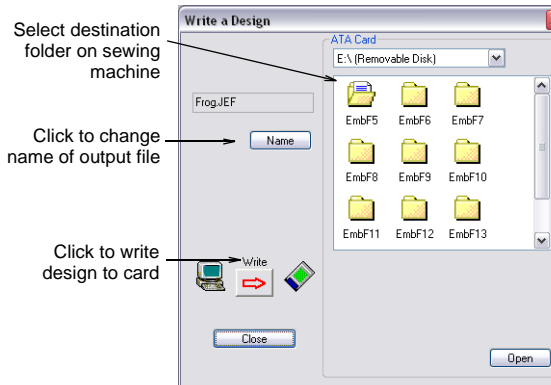 Write a Design
Select destination
folder on sewing
machine
ATA Card
E:\ (Removable Disk)
Frog.JEF
EmbF5 EmbF6 EmbF7
Click to change
name of output file
Name
EmbF8 EmbF9 EmbF10
EmbF11 EmbF12 EmbF13
Click to write
design to card
Write
Close
Open